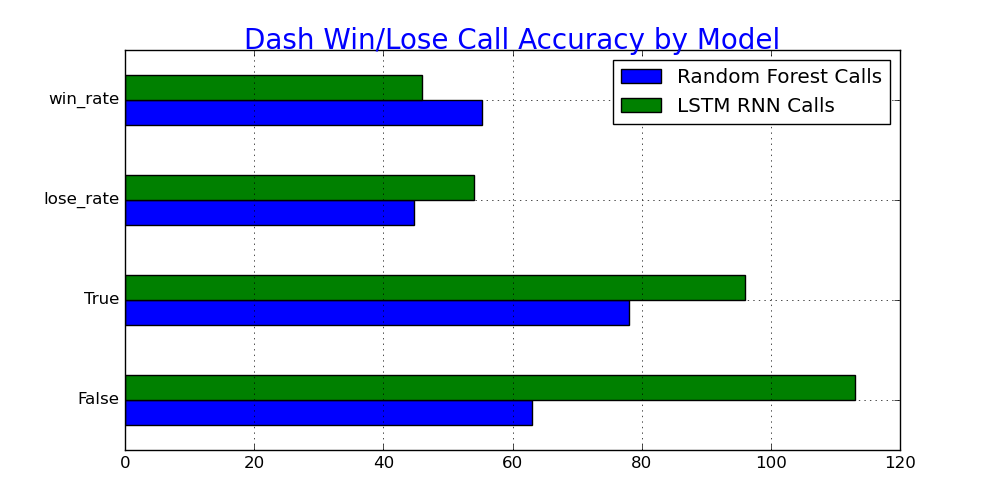 Dash Win/Lose Call Accuracy by Model
Random Forest Calls
LSTM RNN Calls
win_rate
lose_rate
True
False
0 20 40 60 80 100 120